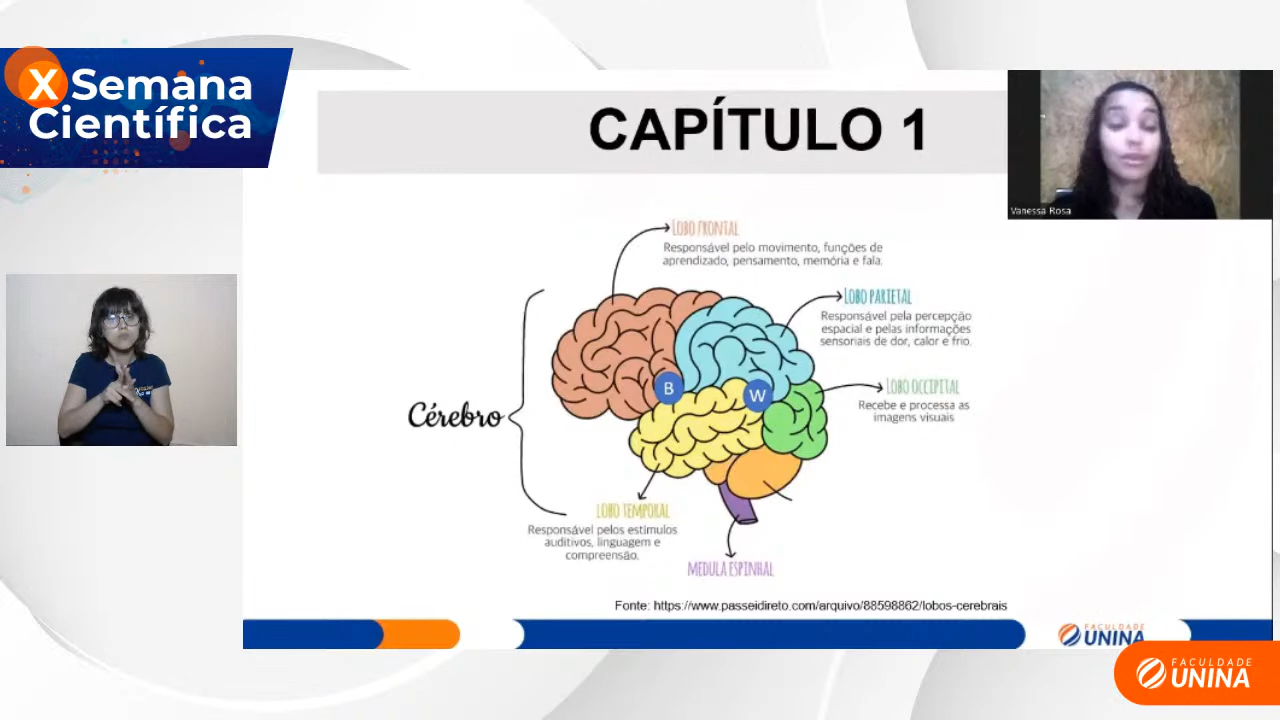 X Semana
Científica
CAPÍTULO 1
Vanessa Rosa
LOBO FRONTAL
Responsável pelo movimento, funções de
aprendizado, pensamento, memória e fala.
LOBO PARIETAL
Responsável pela percepção
espacial e pelas informações
sensoriais de dor, calor e frio.
LOBO OCCIPITAL
Recebe e processa as
imagens visuais
B
W
Cérebro
LOBO TEMPORAL
Responsável pelos estímulos
auditivos, linguagem e
compreensão.
MEDULA ESPINHAL
Fonte: https://www.passeidireto.com/arquivo/88598862/lobos-cerebrais
FACULDADE
UNINA
FACULDADE
UNINA